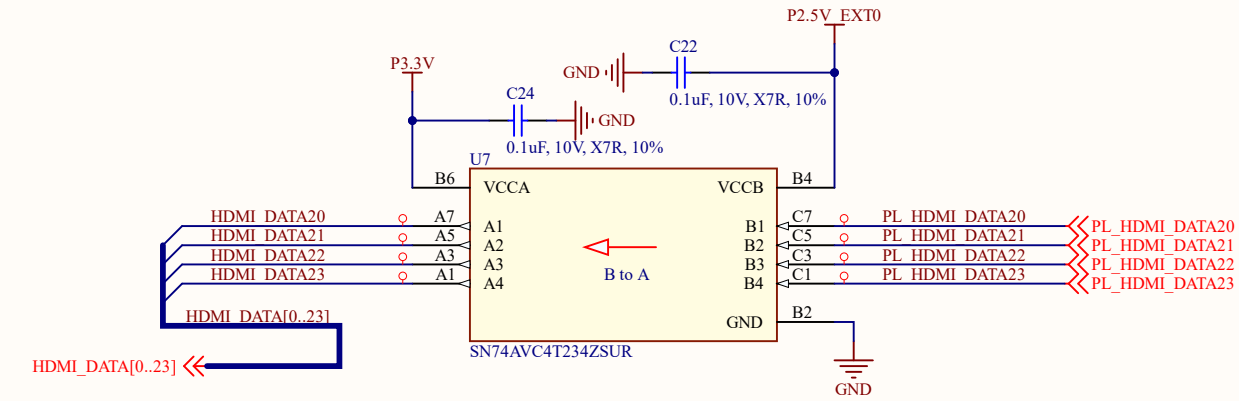 P2.5V_EXT0
C22
GND
0.1uF, 10V, X7R, 10%
P3.3V
C24
GND
0.1uF, 10V, X7R, 10%
U7
B6 VCCA VCCB B4
HDMI_DATA20 A7 A1 B1 C7 PL_HDMI_DATA20 PL_HDMI_DATA20
HDMI_DATA21 A5 A2 B2 C5 PL_HDMI_DATA21 PL_HDMI_DATA21
HDMI_DATA22 A3 A3 B3 C3 PL_HDMI_DATA22 PL_HDMI_DATA22
HDMI_DATA23 A1 A4 B4 C1 PL_HDMI_DATA23 PL_HDMI_DATA23
B to A
HDMI_DATA[0..23]
GND B2
SN74AVC4T234ZSUR
HDMI_DATA[0..23]
GND